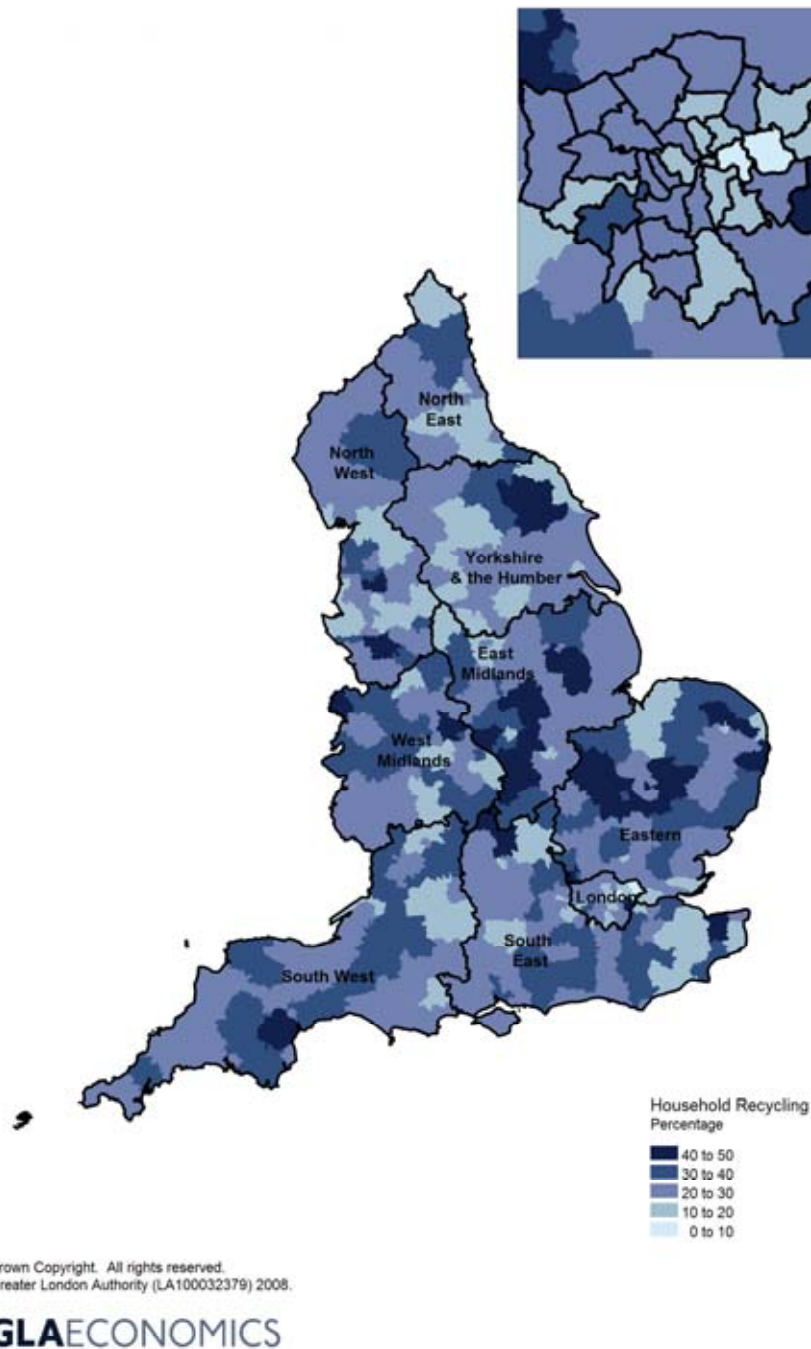 North
East
North
West
Yorkshire
& the Humber
East
Midlands
West
Midlands
Eastern
London
South
East
South West
Household Recycling
Percentage
40 to 50
30 to 40
20 to 30
10 to 20
0 to 10
rown Copyright. All rights reserved.
reater London Authority (LA100032379) 2008.
GLAECONOMICS